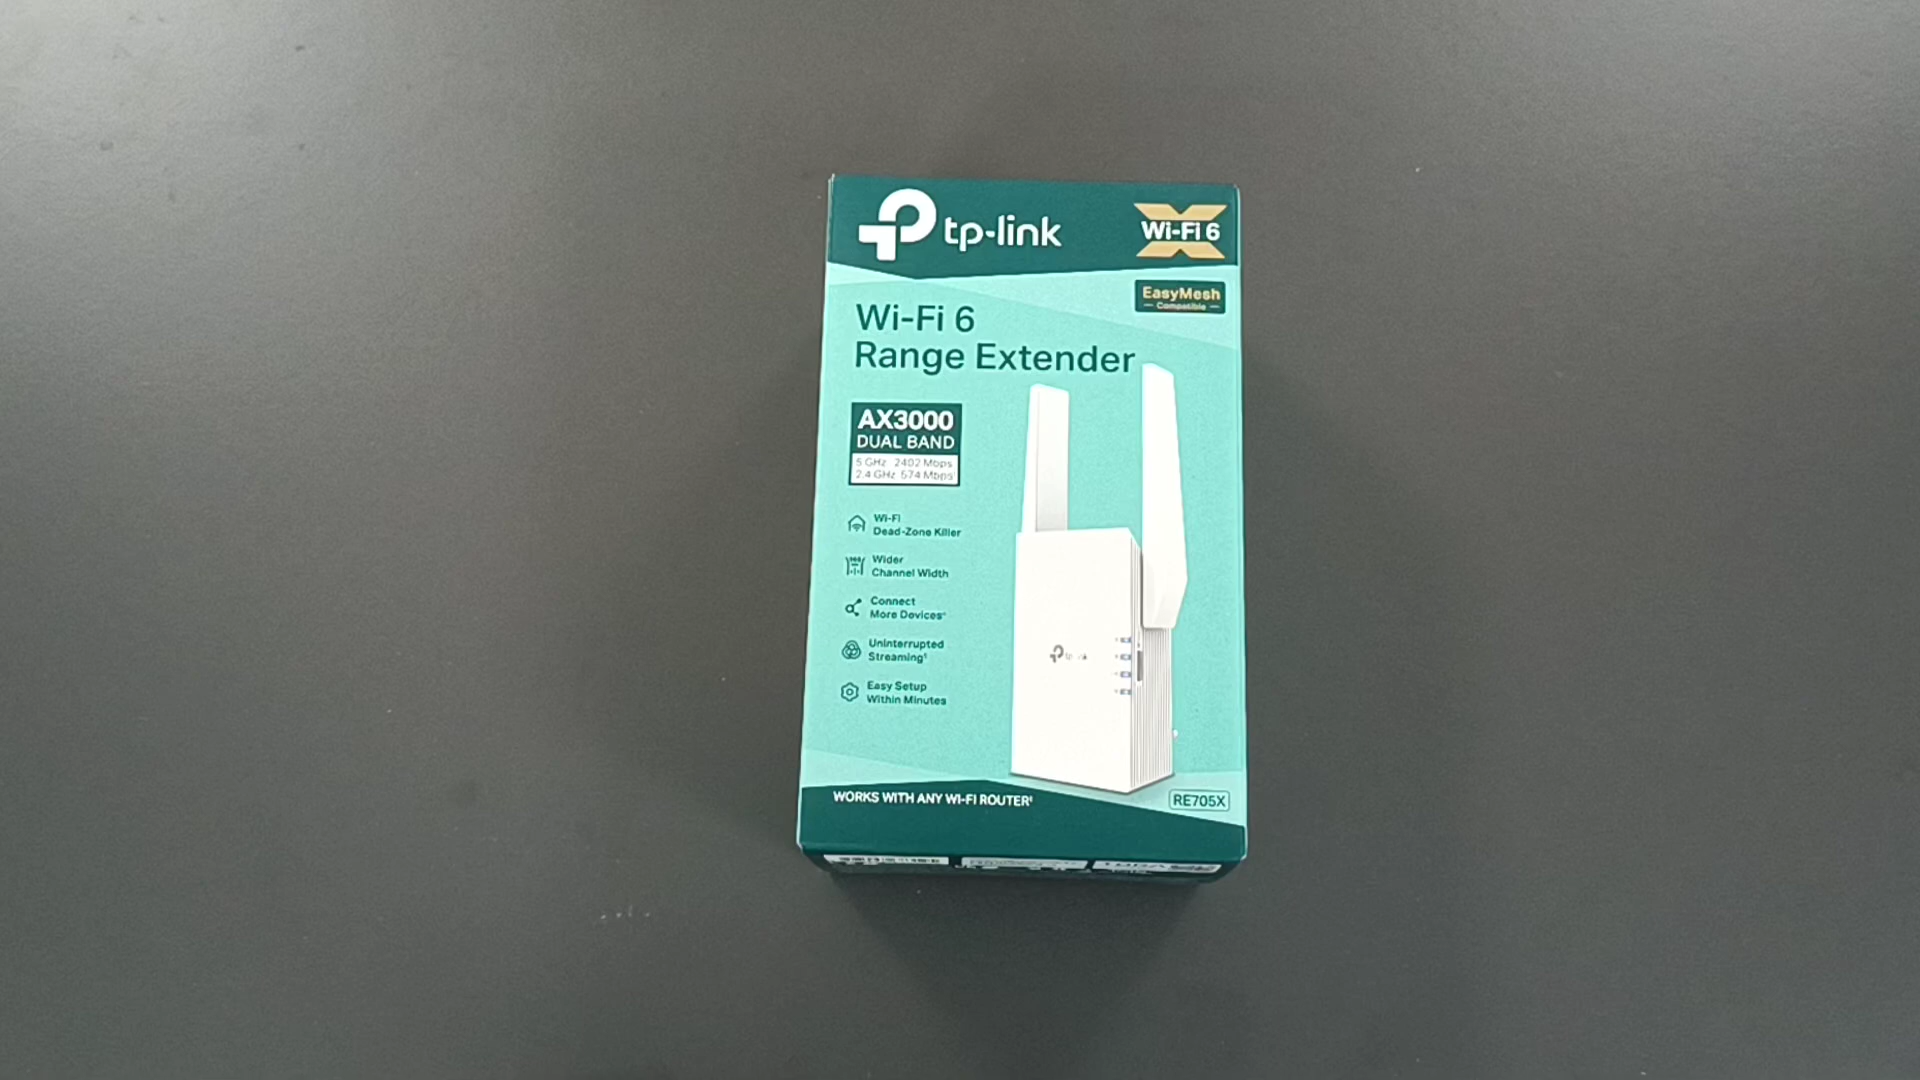 tp-link
Wi-Fi 6
EasyMesh
Compatible
Wi-Fi 6
Range Extender
AX3000
DUAL BAND
5 GHz 2402 Mbps
2.4 GHz 574 Mbps
Wi-Fi
Dead-Zone Killer
Wider
Channel Width
Connect
More Devices
Uninterrupted
Streaming
Easy Setup
Within Minutes
WORKS WITH ANY WI-FI ROUTER
RE705X